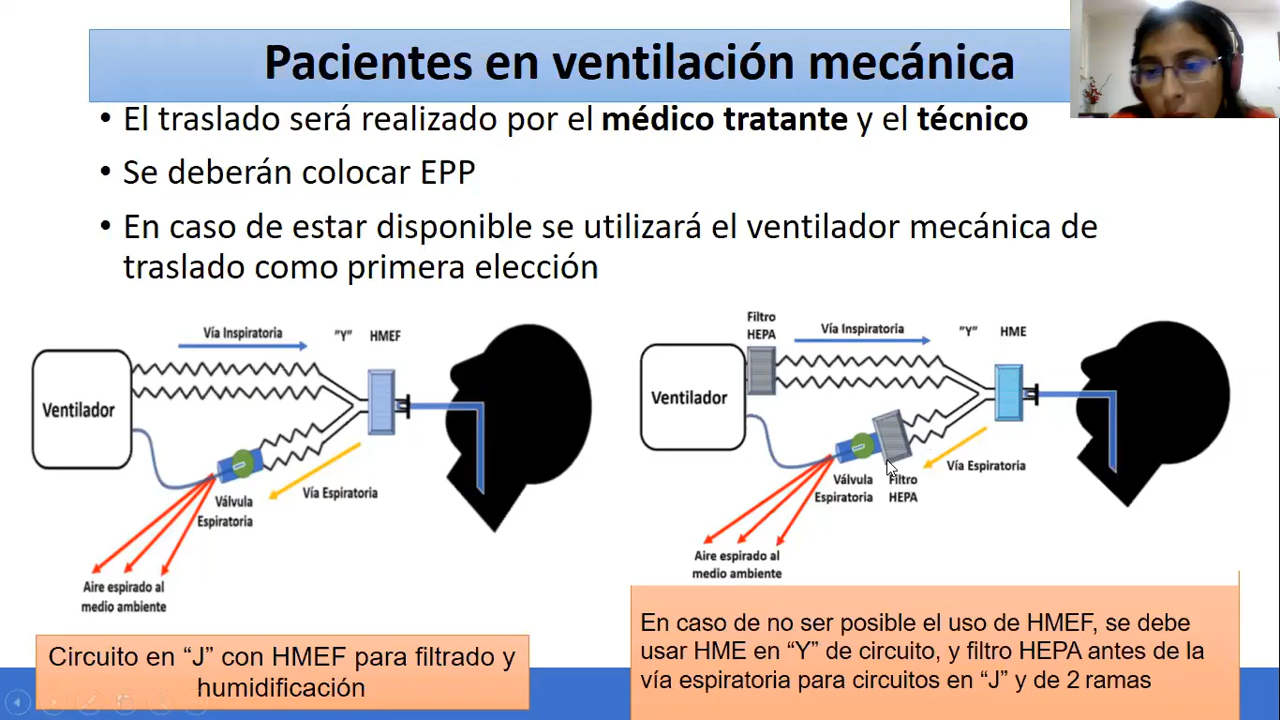 Pacientes en ventilación mecánica
• El traslado será realizado por el médico tratante y el técnico
• Se deberán colocar EPP
• En caso de estar disponible se utilizará el ventilador mecánica de
traslado como primera elección
Vía Inspiratoria
"Y"
HMEF
Ventilador
Válvula
Espiratoria
Vía Espiratoria
Aire espirado al
medio ambiente
Circuito en “J” con HMEF para filtrado y
humidificación
Filtro
HEPA
Vía Inspiratoria
"Y"
HME
Ventilador
Válvula
Espiratoria
Filtro
HEPA
Vía Espiratoria
Aire espirado al
medio ambiente
En caso de no ser posible el uso de HMEF, se debe
usar HME en “Y” de circuito, y filtro HEPA antes de la
vía espiratoria para circuitos en “J” y de 2 ramas